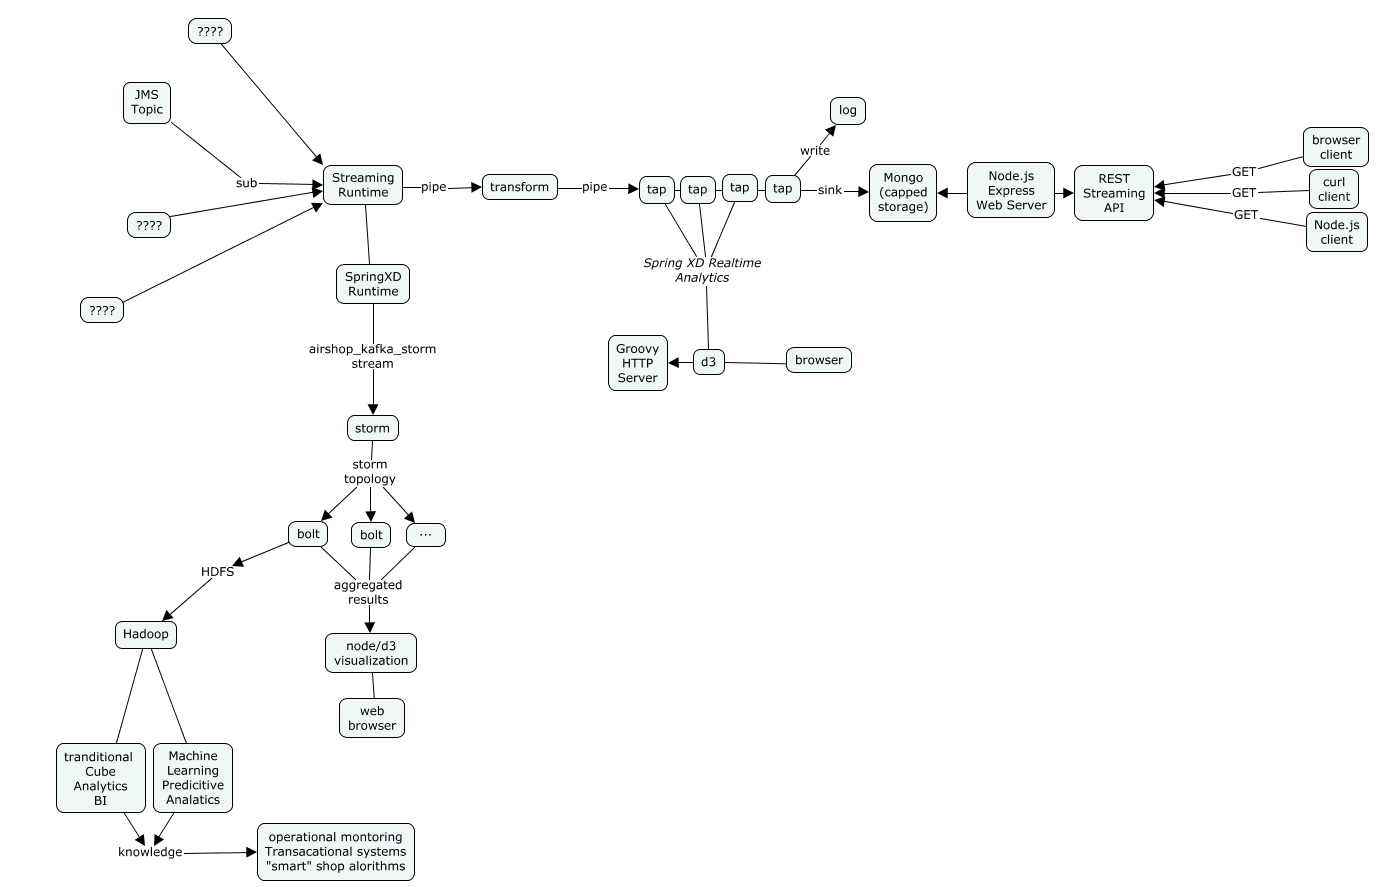 ????
JMS
Topic
log
write
browser
client
Streaming
Runtime
sub
pipe
transform
pipe
tap
tap
tap
tap
sink
Mongo
(capped
storage)
Node.js
Express
Web Server
REST
Streaming
API
GET
GET
GET
curl
client
Node.js
client
????
????
SpringXD
Runtime
Spring XD Realtime
Analytics
airshop_kafka_storm
stream
Groovy
HTTP
Server
d3
browser
storm
storm
topology
bolt
bolt
...
HDFS
aggregated
results
Hadoop
node/d3
visualization
web
browser
tranditional
Cube
Analytics
BI
Machine
Learning
Predicitive
Analatics
knowledge
operational montoring
Transacational systems
"smart" shop alorithms